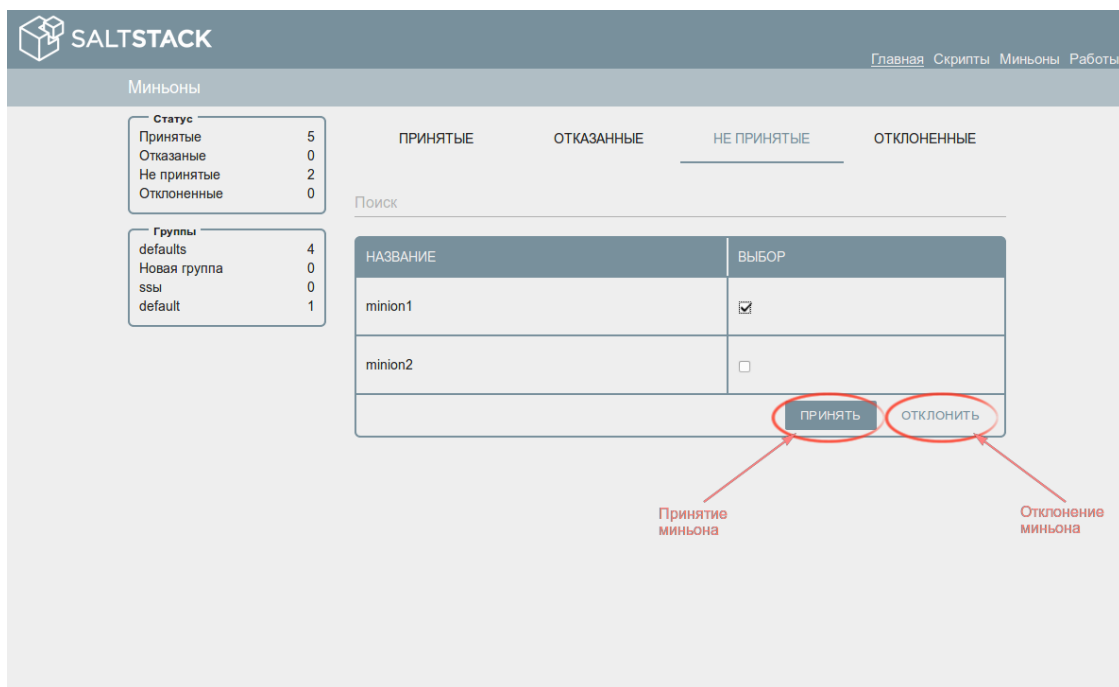 SALTSTACK
Главная Скрипты Миньоны Работы
Миньоны
Статус
Принятые 5
Отказаные 0
Не принятые 2
Отклоненные 0
Группы
defaults 4
Новая группа 0
ssы 0
default 1
ПРИНЯТЫЕ ОТКАЗАННЫЕ НЕ ПРИНЯТЫЕ ОТКЛОНЕННЫЕ
Поиск
НАЗВАНИЕ ВЫБОР
minion1
minion2
ПРИНЯТЬ ОТКЛОНИТЬ
Принятие
миньона
Отклонение
миньона